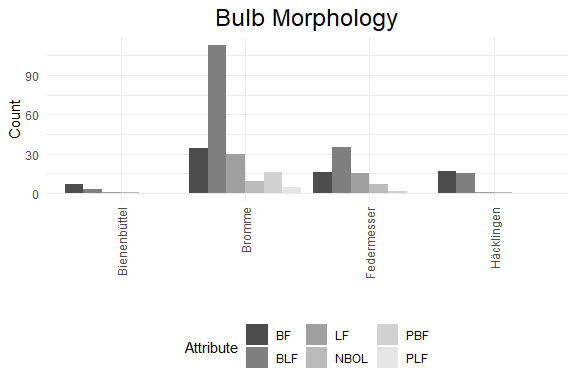 Bulb Morphology
Count
90
60
30
0
Bienenbüttel
Bromme
Federmesser
Häcklingen
Attribute
BF
LF
PBF
BLF
NBOL
PLF